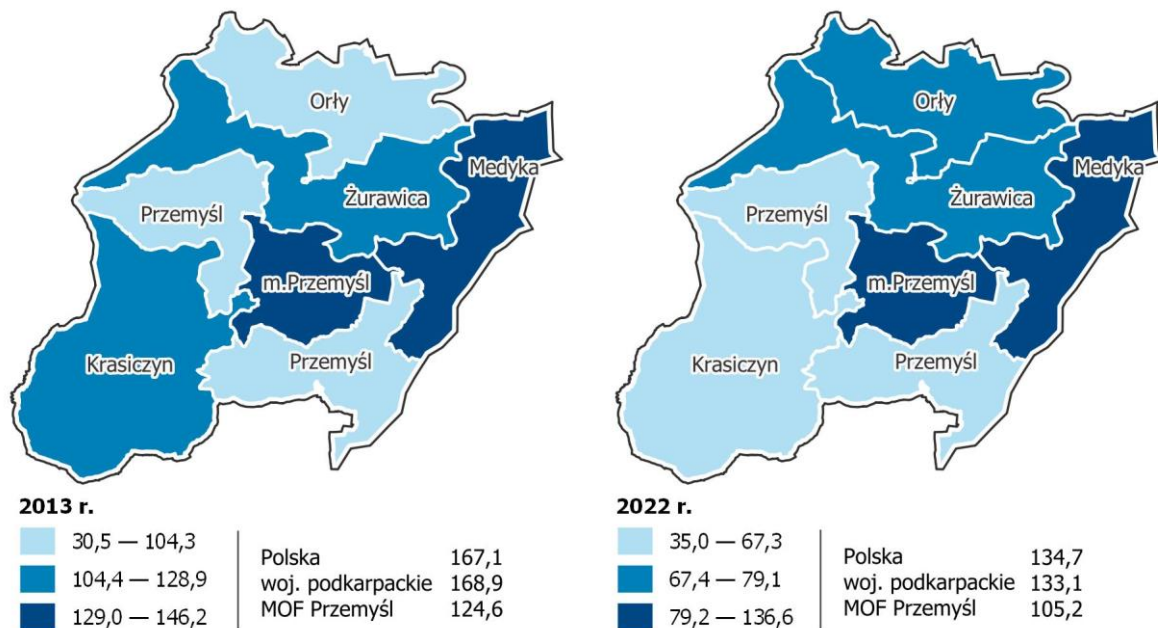 Orły
Medyka
Żurawica
Przemyśl
m.Przemyśl
Krasiczyn
Przemyśl
2013 r.
30,5 — 104,3
104,4 — 128,9
129,0 — 146,2
Polska 167,1
woj. podkarpackie 168,9
MOF Przemyśl 124,6
Orły
Medyka
Żurawica
Przemyśl
m.Przemyśl
Krasiczyn
Przemyśl
2022 r.
35,0 — 67,3
67,4 — 79,1
79,2 — 136,6
Polska 134,7
woj. podkarpackie 133,1
MOF Przemyśl 105,2